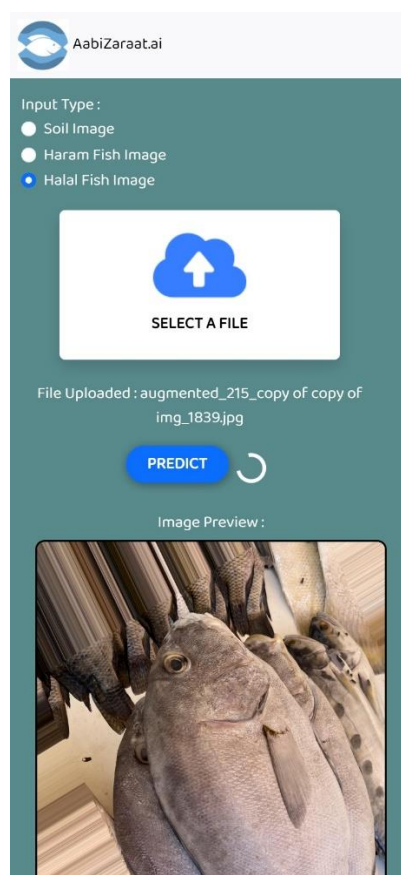 AabiZaraat.ai
Input Type :
Soil Image
Haram Fish Image
Halal Fish Image
SELECT A FILE
File Uploaded : augmented_215_copy of copy of
img_1839.jpg
PREDICT
Image Preview :